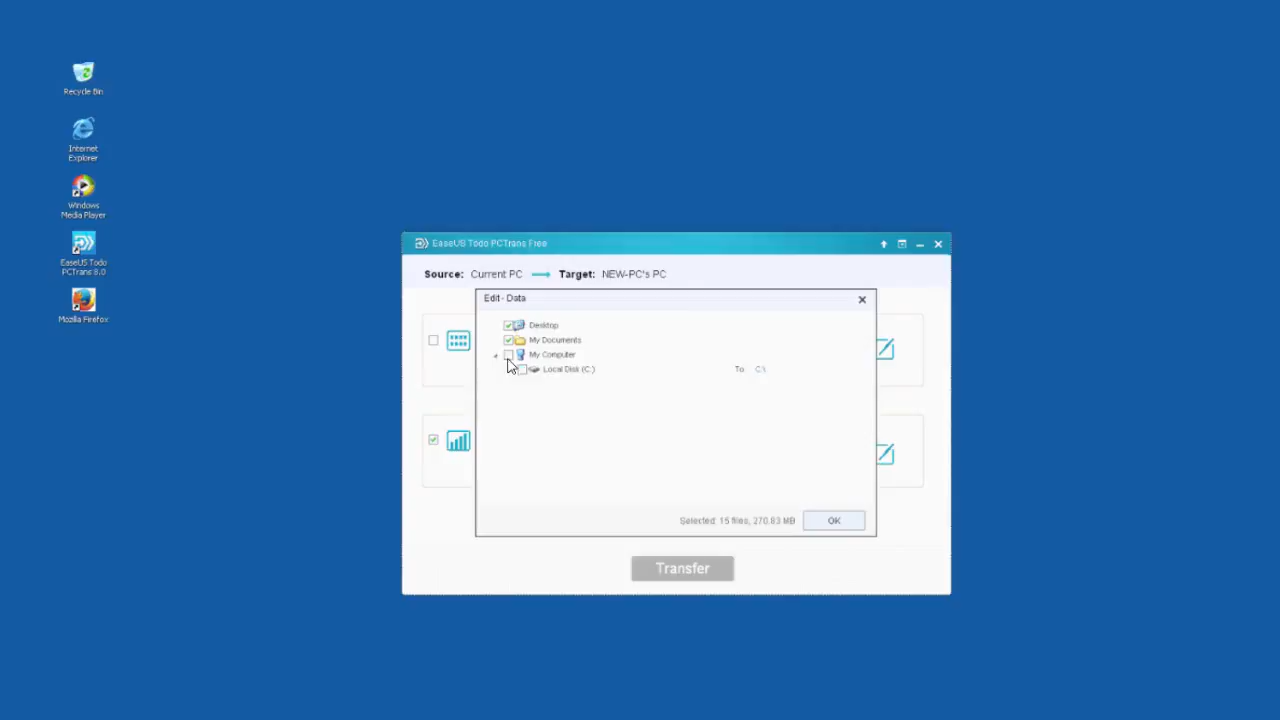 Recycle Bin
Internet
Explorer
Windows
Media Player
EaseUS Todo
PCTrans 8.0
Mozilla Firefox
EaseUS Todo PCTrans Free
Source: Current PC Target: NEW-PC's PC
Edit - Data
Desktop
My Documents
My Computer
Local Disk (C:) To C:\
Selected: 15 files, 270.83 MB OK
Transfer